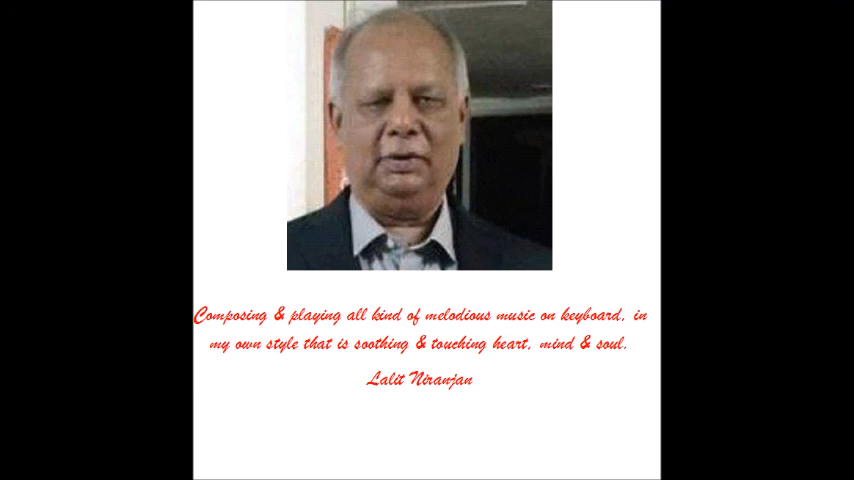 Composing & playing all kind of melodious music on keyboard, in
my own style that is soothing & touching heart, mind & soul.
Lalit Niranjan